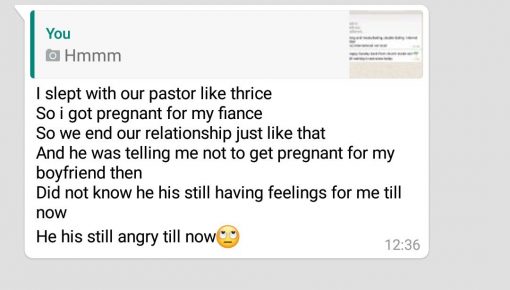 You
Hmmm
I slept with our pastor like thrice
So i got pregnant for my fiance
So we end our relationship just like that
And he was telling me not to get pregnant for my
boyfriend then
Did not know he his still having feelings for me till
now
He his still angry till now🙄
12:36